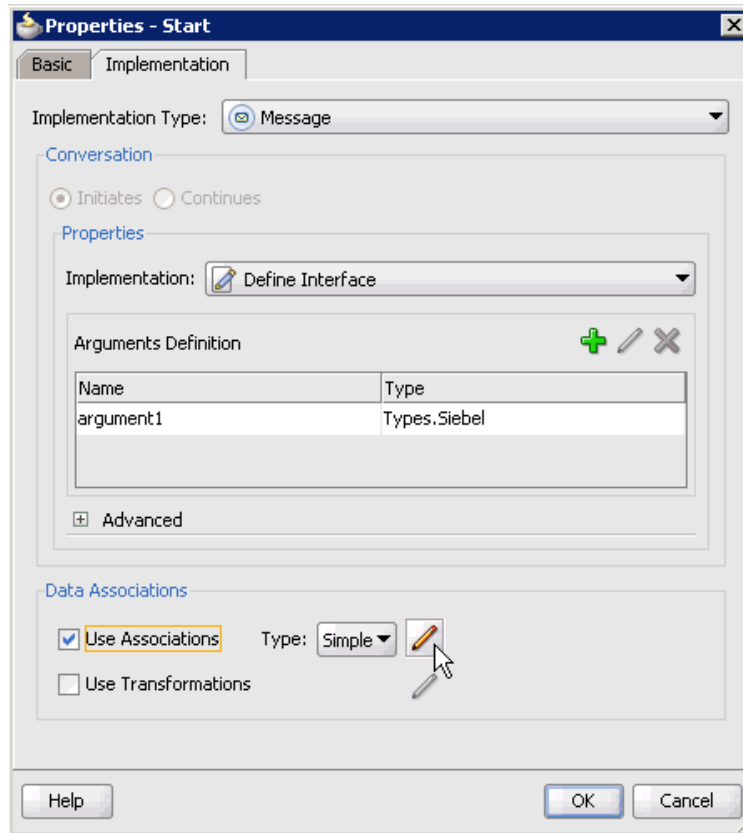 Properties - Start
Basic Implementation
Implementation Type: Message
Conversation
Initiates Continues
Properties
Implementation: Define Interface
Arguments Definition
Name Type
argument1 Types.Siebel
Advanced
Data Associations
Use Associations Type: Simple
Use Transformations
Help OK Cancel